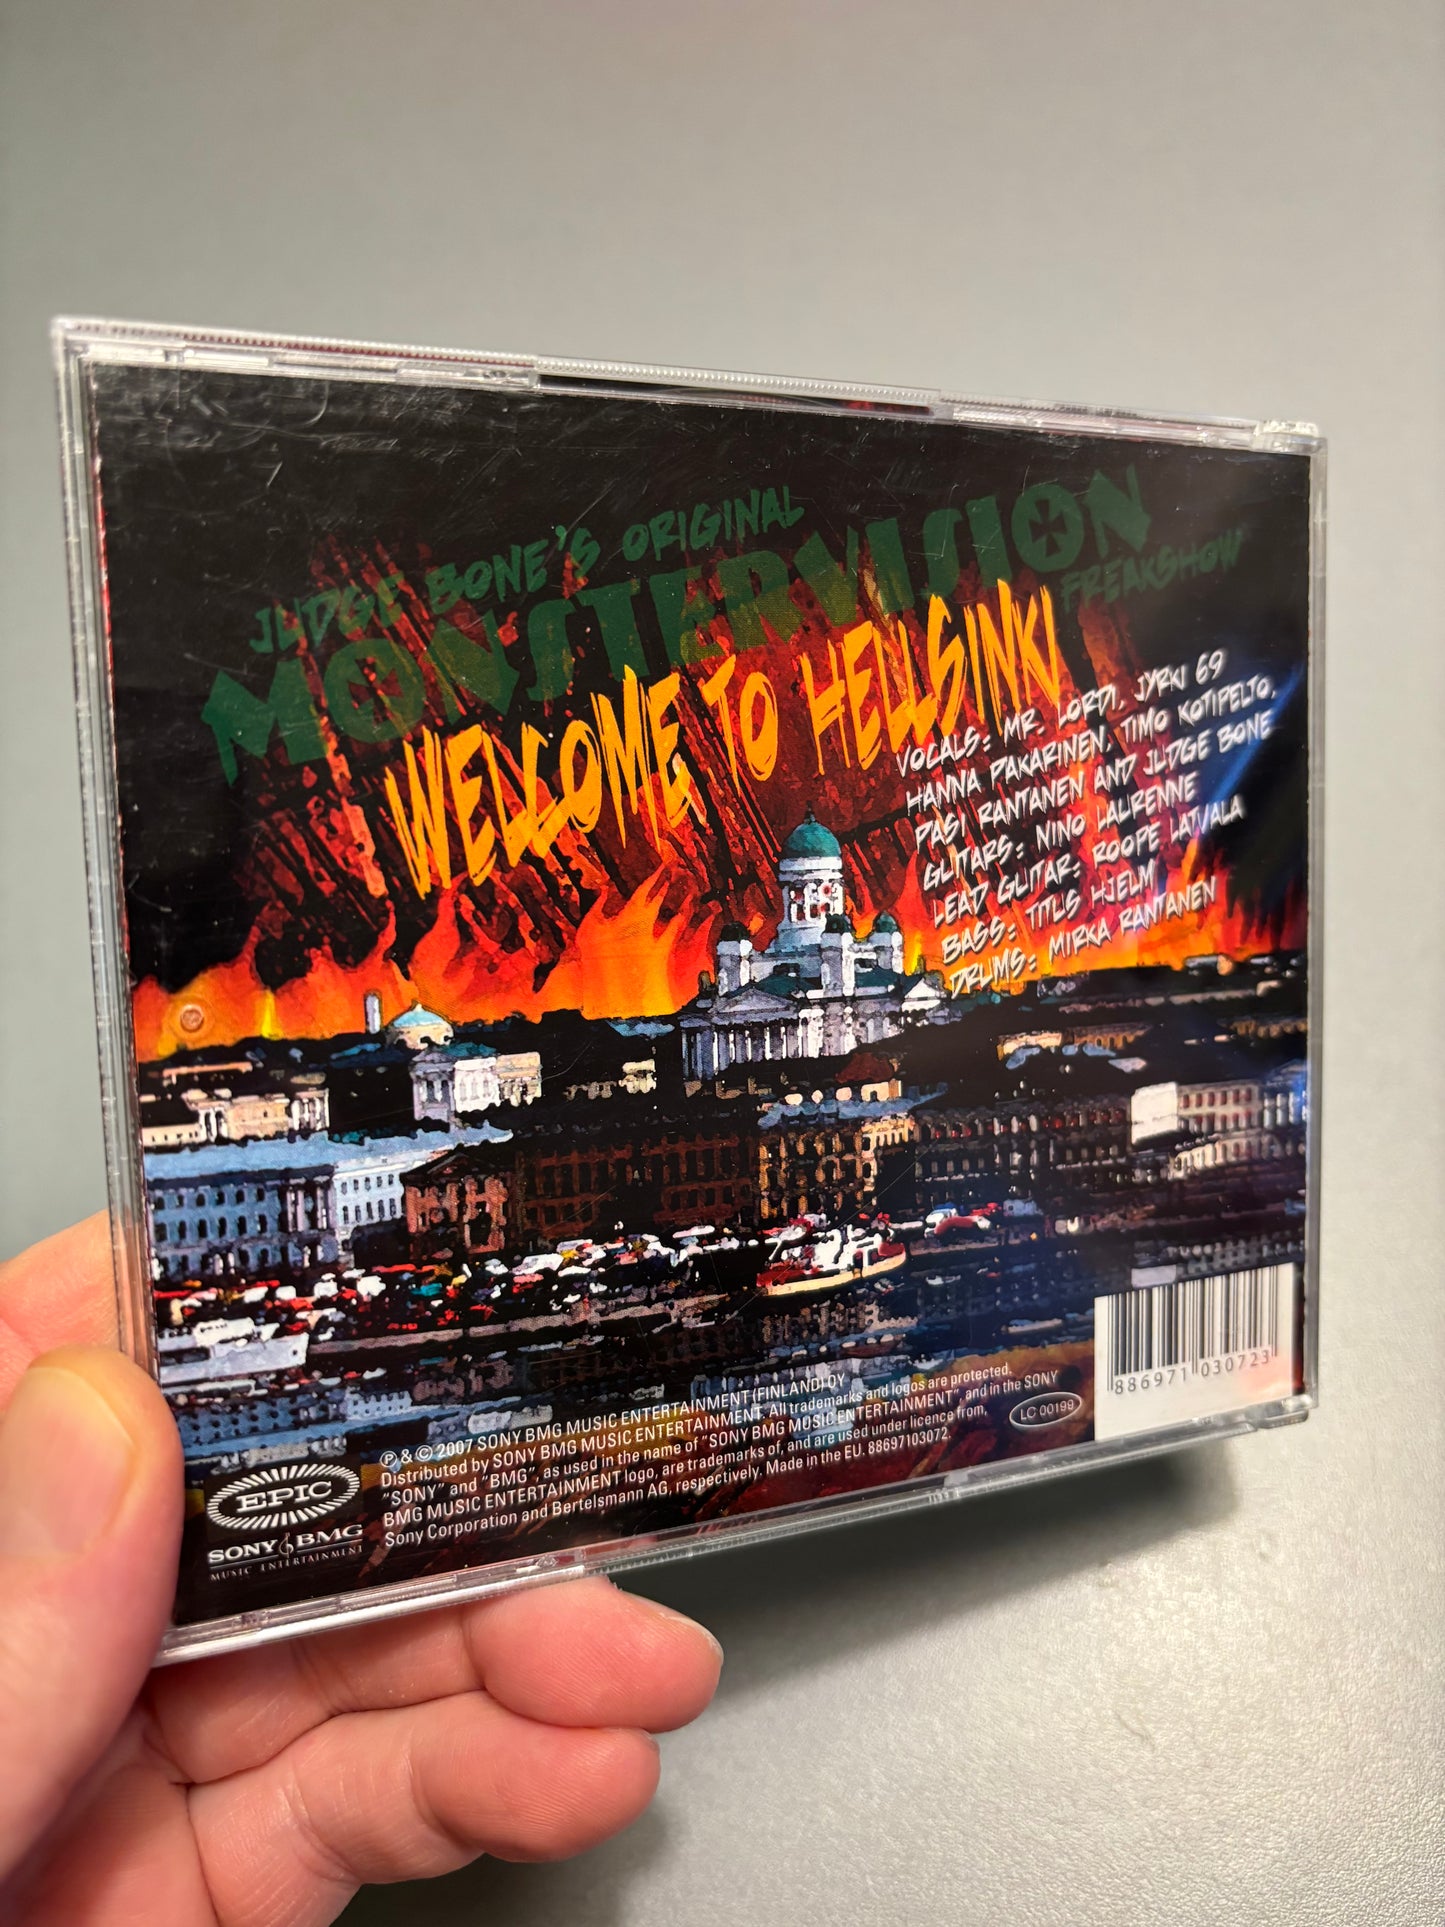 JUDGE BONE'S ORIGINAL
MONSTERVISION
FREAKSHOW
WELCOME TO HELLSINKI
VOCALS: MR. LORDI, JYRKI 69
HANNA PAKARINEN, TIMO KOTIPELTO,
PASI RANTANEN AND JUDGE BONE
GUITARS: NINO LAURENNE
LEAD GUITAR: ROOPE LATVALA
BASS: TITUS HJELM
DRUMS: MIRKA RANTANEN
EPIC
SONY BMG
MUSIC ENTERTAINMENT
℗ & © 2007 SONY BMG MUSIC ENTERTAINMENT (FINLAND) OY
Distributed by SONY BMG MUSIC ENTERTAINMENT. All trademarks and logos are protected.
"SONY" and "BMG", as used in the name of "SONY BMG MUSIC ENTERTAINMENT", and in the SONY
BMG MUSIC ENTERTAINMENT logo, are trademarks of, and are used under licence from,
Sony Corporation and Bertelsmann AG, respectively. Made in the EU. 88697103072.
LC 00199
886971 030723